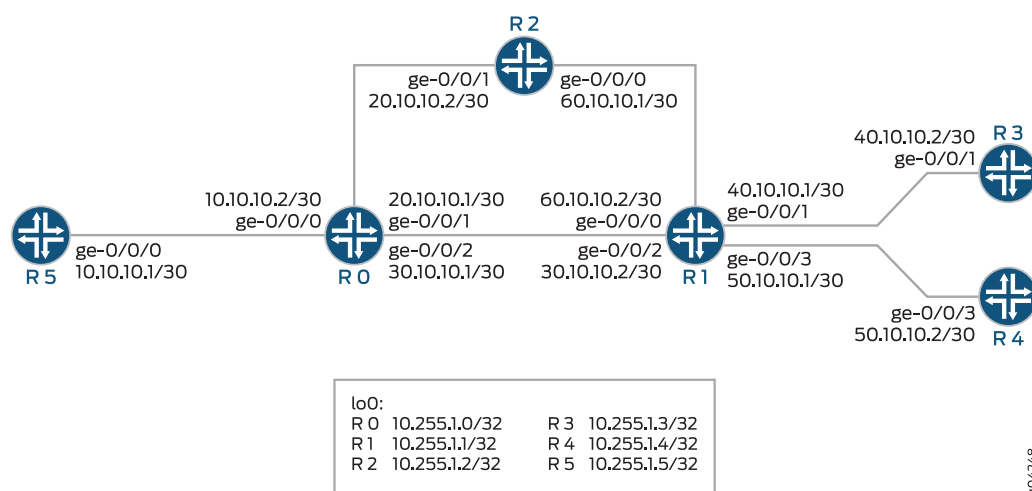 R 2
ge-0/0/1
20.10.10.2/30
ge-0/0/0
60.10.10.1/30
40.10.10.2/30
ge-0/0/1
R 3
10.10.10.2/30
ge-0/0/0
20.10.10.1/30
ge-0/0/1
60.10.10.2/30
ge-0/0/0
40.10.10.1/30
ge-0/0/1
ge-0/0/0
10.10.10.1/30
R 5
R 0
ge-0/0/2
30.10.10.1/30
ge-0/0/2
30.10.10.2/30
R 1
ge-0/0/3
50.10.10.1/30
ge-0/0/3
50.10.10.2/30
R 4
lo0:
R 0 10.255.1.0/32 R 3 10.255.1.3/32
R 1 10.255.1.1/32 R 4 10.255.1.4/32
R 2 10.255.1.2/32 R 5 10.255.1.5/32